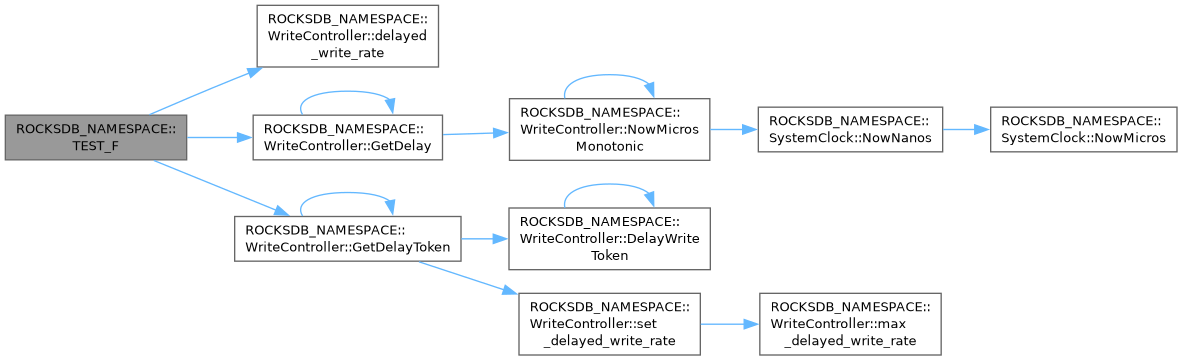 ROCKSDB_NAMESPACE::
WriteController::delayed
_write_rate
ROCKSDB_NAMESPACE::
TEST_F
ROCKSDB_NAMESPACE::
WriteController::GetDelay
ROCKSDB_NAMESPACE::
WriteController::NowMicros
Monotonic
ROCKSDB_NAMESPACE::
SystemClock::NowNanos
ROCKSDB_NAMESPACE::
SystemClock::NowMicros
ROCKSDB_NAMESPACE::
WriteController::GetDelayToken
ROCKSDB_NAMESPACE::
WriteController::DelayWrite
Token
ROCKSDB_NAMESPACE::
WriteController::set
_delayed_write_rate
ROCKSDB_NAMESPACE::
WriteController::max
_delayed_write_rate